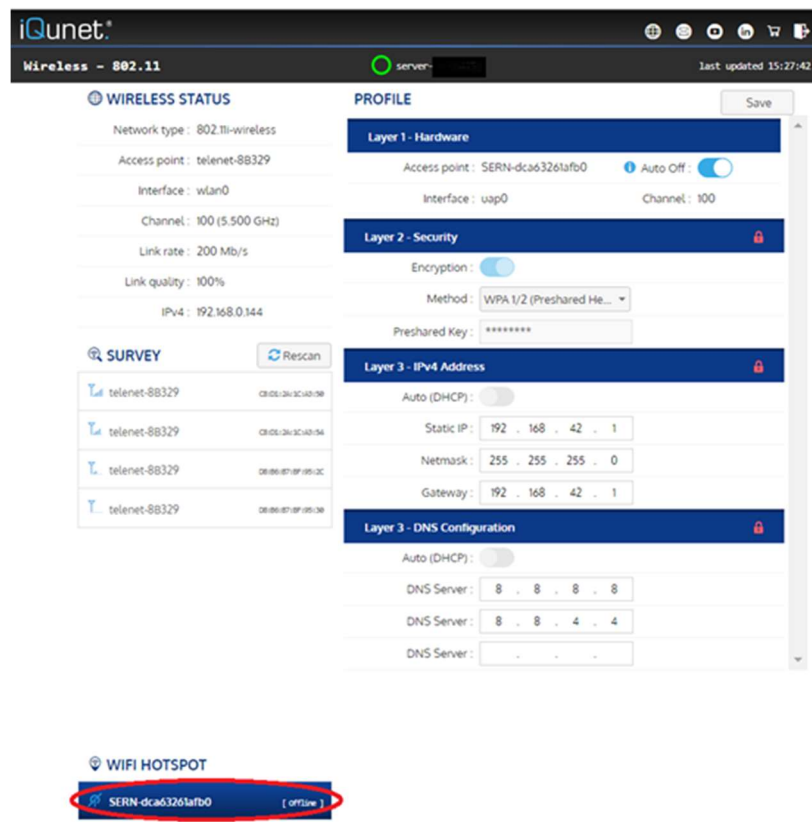 iQunet:
Wireless - 802.11
server-
last updated 15:27:42
WIRELESS STATUS
Network type : 802.11i-wireless
Access point : telenet-8B329
Interface : wlan0
Channel : 100 (5.500 GHz)
Link rate : 200 Mb/s
Link quality : 100%
IPv4 : 192.168.0.144
SURVEY
Rescan
telenet-8B329
telenet-8B329
telenet-8B329
telenet-8B329
WIFI HOTSPOT
SERN-dca63261afb0 [ offline ]
PROFILE
Save
Layer 1 - Hardware
Access point : SERN-dca63261afb0 Auto Off :
Interface : uap0 Channel : 100
Layer 2 - Security
Encryption :
Method : WPA 1/2 (Preshared He...
Preshared Key : ********
Layer 3 - IPv4 Address
Auto (DHCP) :
Static IP : 192 . 168 . 42 . 1
Netmask : 255 . 255 . 255 . 0
Gateway : 192 . 168 . 42 . 1
Layer 3 - DNS Configuration
Auto (DHCP) :
DNS Server : 8 . 8 . 8 . 8
DNS Server : 8 . 8 . 4 . 4
DNS Server : . . .